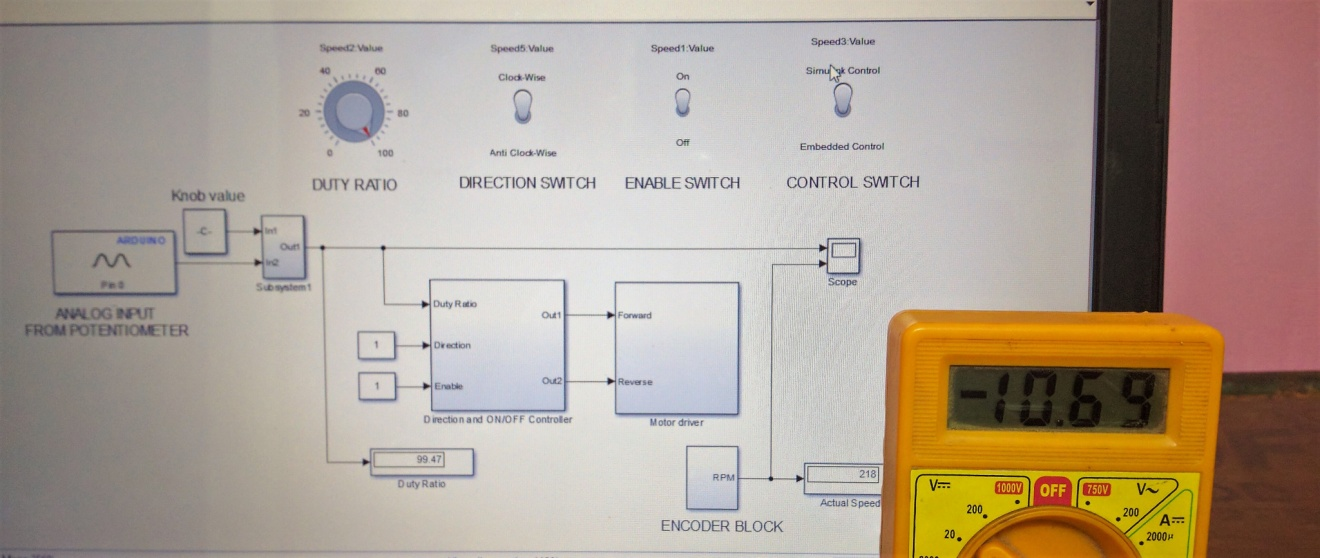 Speed2:Value
Speed5:Value
Speed1:Value
Speed3:Value
40
60
20
80
0
100
Clock-Wise
Anti Clock-Wise
On
Off
Control
Embedded Control
DUTY RATIO
DIRECTION SWITCH
ENABLE SWITCH
CONTROL SWITCH
Knob value
-C-
ARDUINO
Pin 0
ANALOG INPUT
FROM POTENTIOMETER
In1
In2
Out1
Subsystem1
Duty Ratio
Direction
Enable
Out1
Out2
1
1
Direction and ON/OFF Controller
Forward
Reverse
Motor driver
Scope
99.47
Duty Ratio
RPM
ENCODER BLOCK
218
Actual Speed
-10.69
V⎓
1000V
OFF
750V
V~
200
200
A⎓
20
2000µ